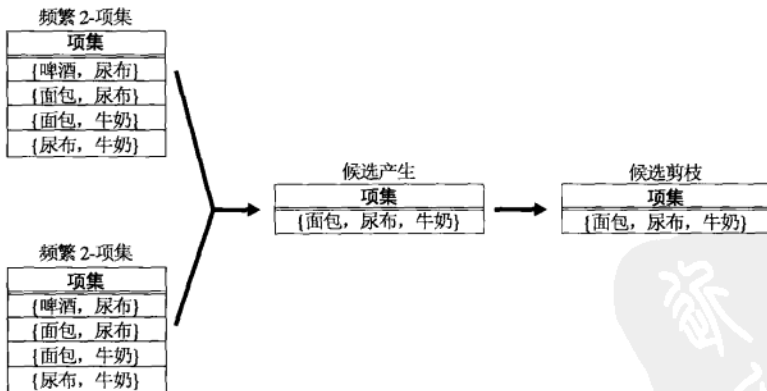 频繁 2-项集
项集
{啤酒，尿布}
{面包，尿布}
{面包，牛奶}
{尿布，牛奶}
候选产生
项集
{面包，尿布，牛奶}
候选剪枝
项集
{面包，尿布，牛奶}
频繁 2-项集
项集
{啤酒，尿布}
{面包，尿布}
{面包，牛奶}
{尿布，牛奶}